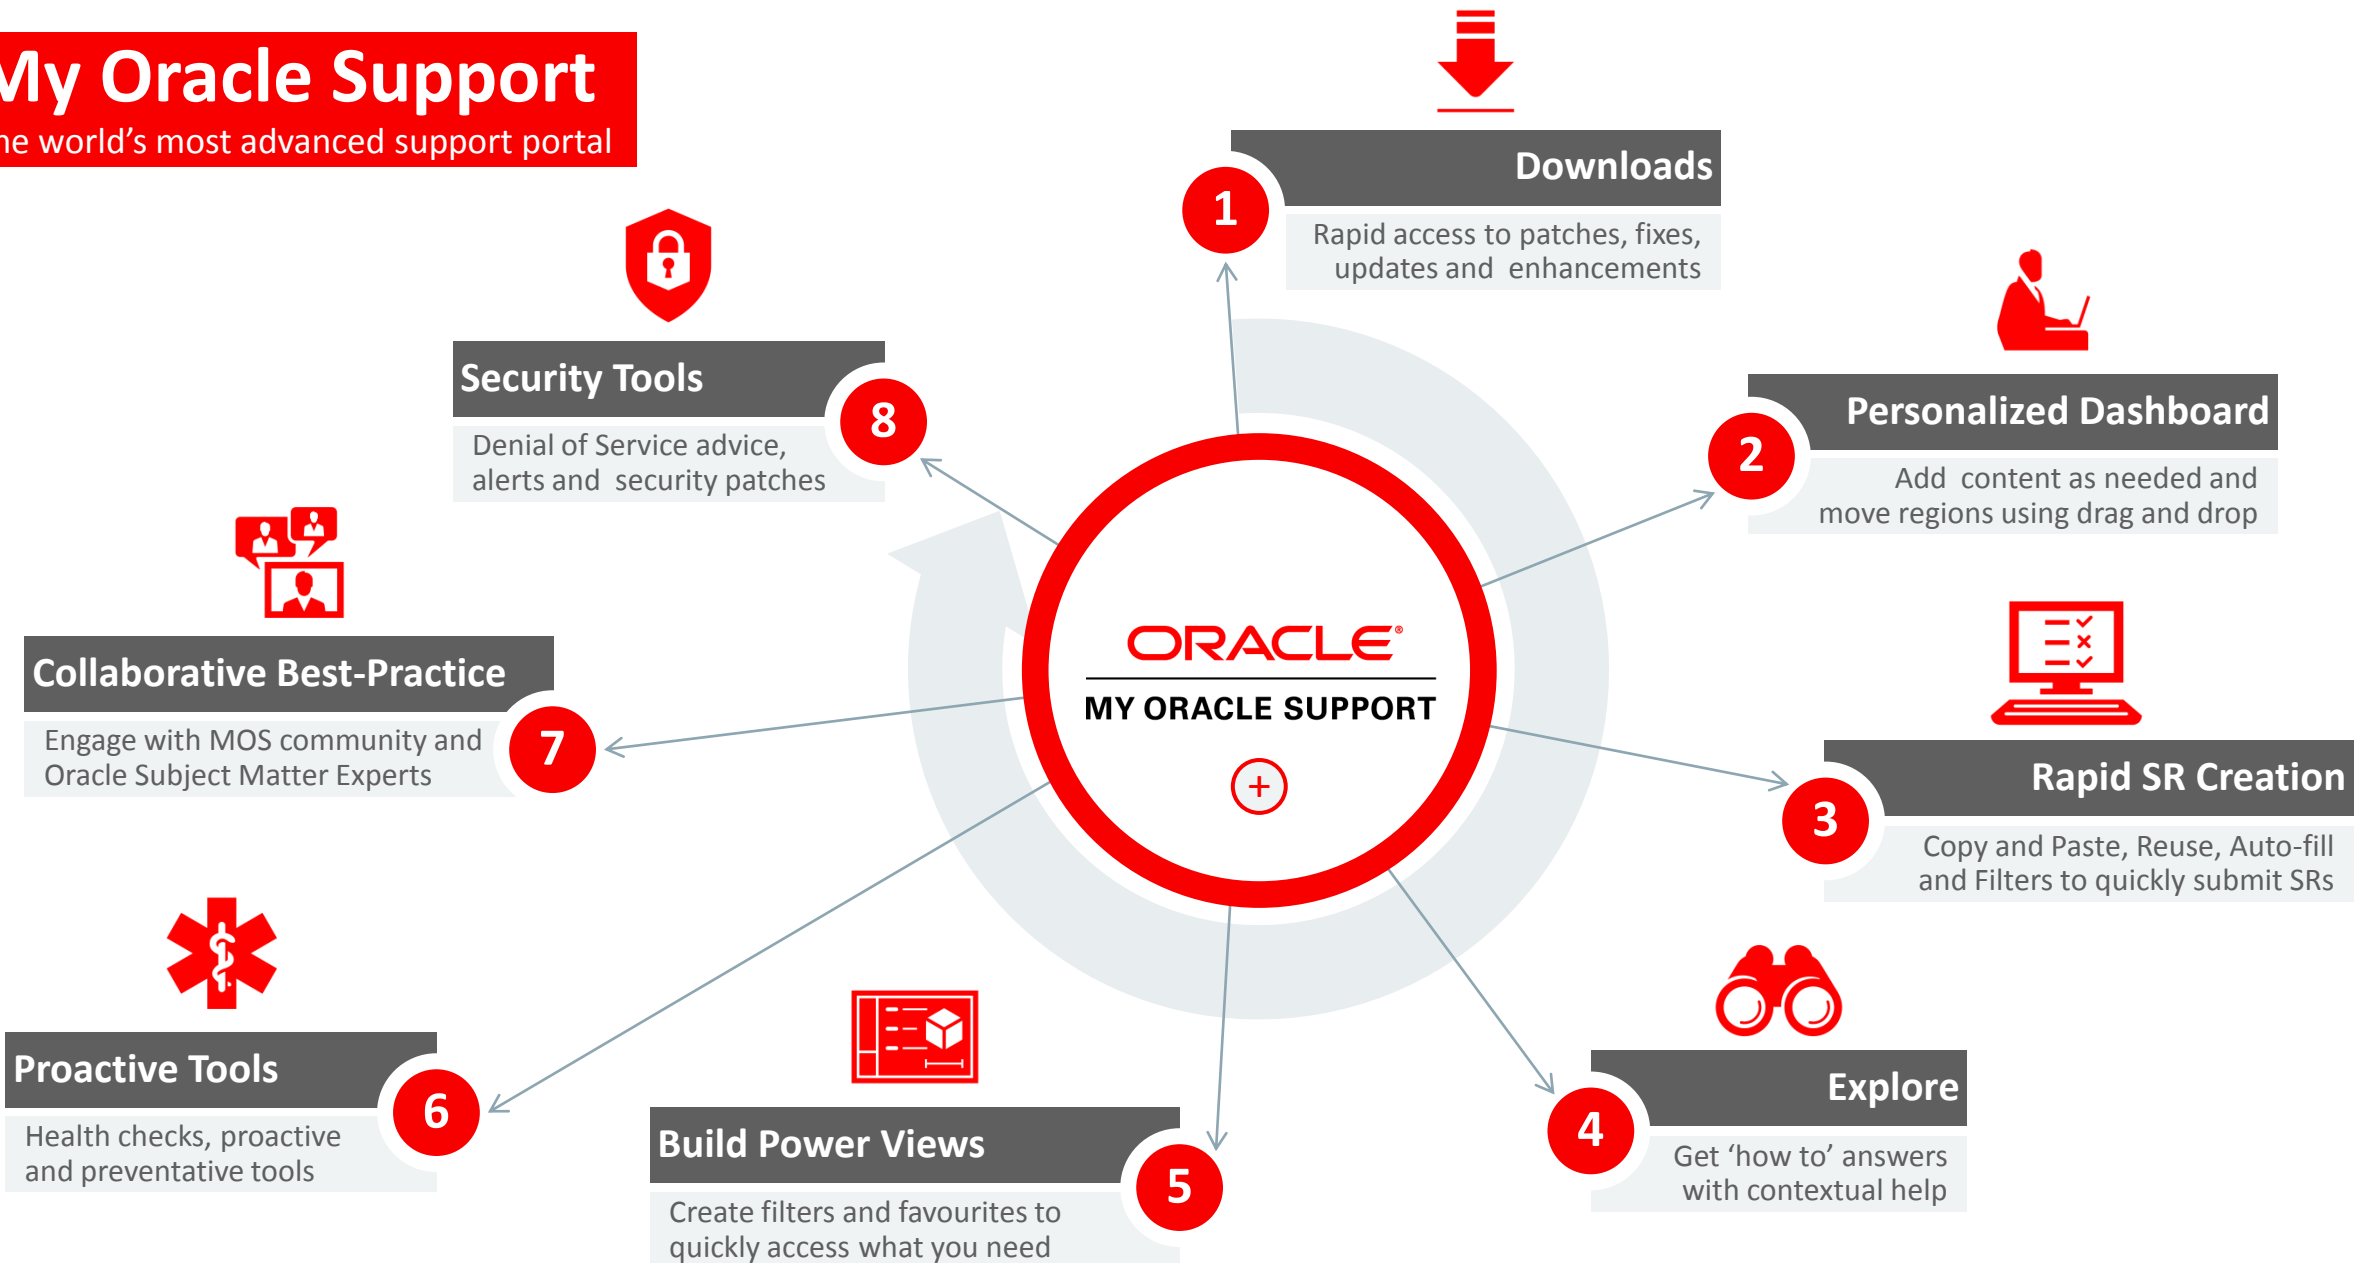 My Oracle Support
he world's most advanced support portal
1
Downloads
Rapid access to patches, fixes,
updates and enhancements
2
Personalized Dashboard
Add content as needed and
move regions using drag and drop
3
Rapid SR Creation
Copy and Paste, Reuse, Auto-fill
and Filters to quickly submit SRs
4
Explore
Get ‘how to’ answers
with contextual help
5
Build Power Views
Create filters and favourites to
quickly access what you need
6
Proactive Tools
Health checks, proactive
and preventative tools
7
Collaborative Best-Practice
Engage with MOS community and
Oracle Subject Matter Experts
8
Security Tools
Denial of Service advice,
alerts and security patches
ORACLE®
MY ORACLE SUPPORT
+